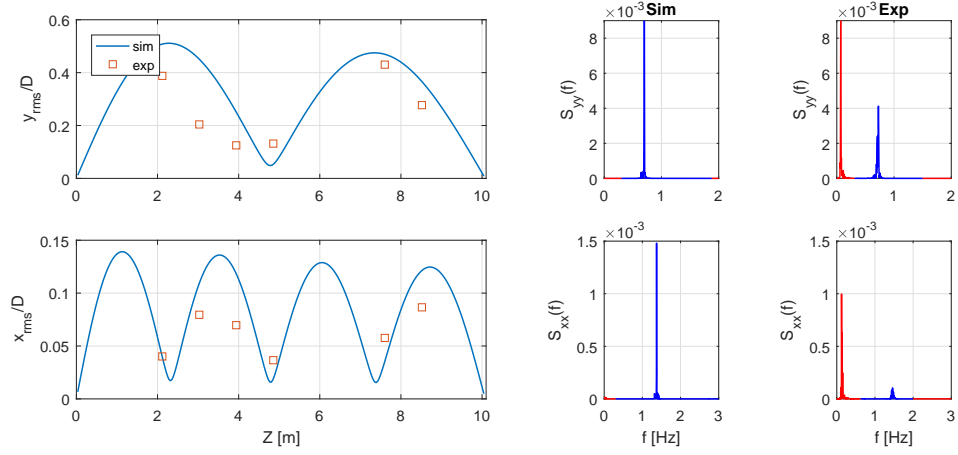 0.6
0.4
0.2
0
y_rms/D
sim
exp
0 2 4 6 8 10
0.15
0.1
0.05
0
x_rms/D
0 2 4 6 8 10
Z [m]
×10^-3 Sim
8
6
4
2
0
S_yy(f)
0 1 2
×10^-3 Exp
8
6
4
2
0
S_yy(f)
0 1 2
×10^-3
1.5
1
0.5
0
S_xx(f)
0 1 2 3
f [Hz]
×10^-3
1.5
1
0.5
0
S_xx(f)
0 1 2 3
f [Hz]